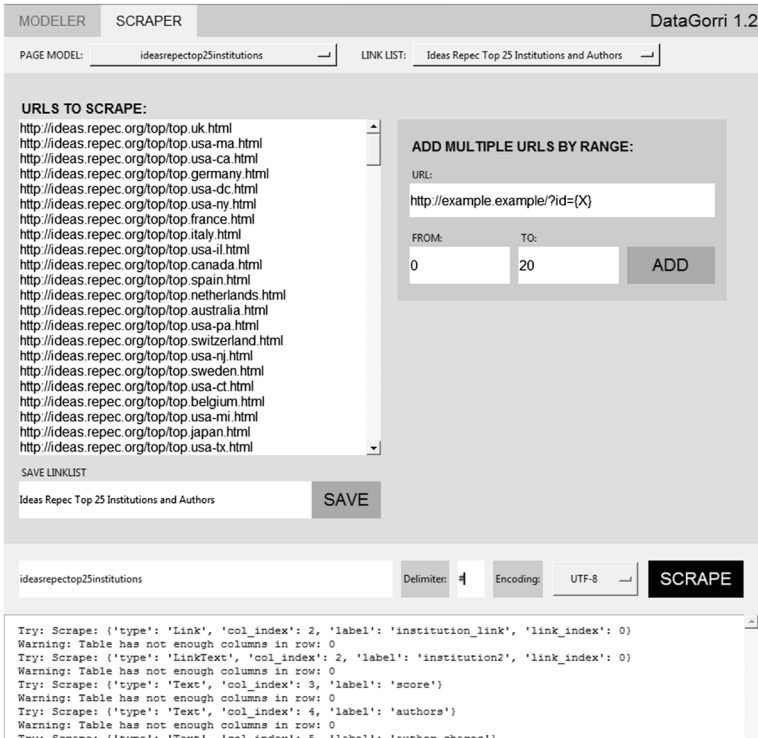 MODELER SCRAPER DataGorri 1.2
PAGE MODEL: ideasrepectop25institutions LINK LIST: Ideas Repec Top 25 Institutions and Authors
URLS TO SCRAPE:
http://ideas.repec.org/top/top.uk.html
http://ideas.repec.org/top/top.usa-ma.html
http://ideas.repec.org/top/top.usa-ca.html
http://ideas.repec.org/top/top.germany.html
http://ideas.repec.org/top/top.usa-dc.html
http://ideas.repec.org/top/top.usa-ny.html
http://ideas.repec.org/top/top.france.html
http://ideas.repec.org/top/top.italy.html
http://ideas.repec.org/top/top.usa-il.html
http://ideas.repec.org/top/top.canada.html
http://ideas.repec.org/top/top.spain.html
http://ideas.repec.org/top/top.netherlands.html
http://ideas.repec.org/top/top.australia.html
http://ideas.repec.org/top/top.usa-pa.html
http://ideas.repec.org/top/top.switzerland.html
http://ideas.repec.org/top/top.usa-nj.html
http://ideas.repec.org/top/top.sweden.html
http://ideas.repec.org/top/top.usa-ct.html
http://ideas.repec.org/top/top.belgium.html
http://ideas.repec.org/top/top.usa-mi.html
http://ideas.repec.org/top/top.japan.html
http://ideas.repec.org/top/top.usa-tx.html
ADD MULTIPLE URLS BY RANGE:
URL:
http://example.example/?id={X}
FROM: TO:
0 20 ADD
SAVE LINKLIST
Ideas Repec Top 25 Institutions and Authors SAVE
ideasrepectop25institutions Delimiter: # Encoding: UTF-8 SCRAPE
Try: Scrape: {'type': 'Link', 'col_index': 2, 'label': 'institution_link', 'link_index': 0}
Warning: Table has not enough columns in row: 0
Try: Scrape: {'type': 'LinkText', 'col_index': 2, 'label': 'institution2', 'link_index': 0}
Warning: Table has not enough columns in row: 0
Try: Scrape: {'type': 'Text', 'col_index': 3, 'label': 'score'}
Warning: Table has not enough columns in row: 0
Try: Scrape: {'type': 'Text', 'col_index': 4, 'label': 'authors'}
Warning: Table has not enough columns in row: 0
Try: Scrape: {'type': 'Text', 'col_index': 5, 'label': 'author_shares'}